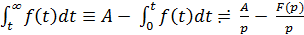 ∫_t^∞ f(t)dt ≡ A − ∫_0^t f(t)dt ≓ A/p − F(p)/p